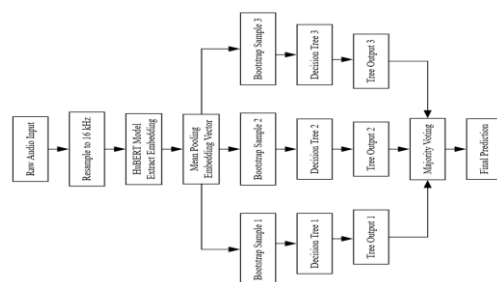 Raw Audio Input
Resample to 16 kHz
HuBERT Model
Extract Embedding
Mean Pooling
Embedding Vector
Bootstrap Sample 1
Decision Tree 1
Tree Output 1
Bootstrap Sample 2
Decision Tree 2
Tree Output 2
Bootstrap Sample 3
Decision Tree 3
Tree Output 3
Majority Voting
Final Prediction